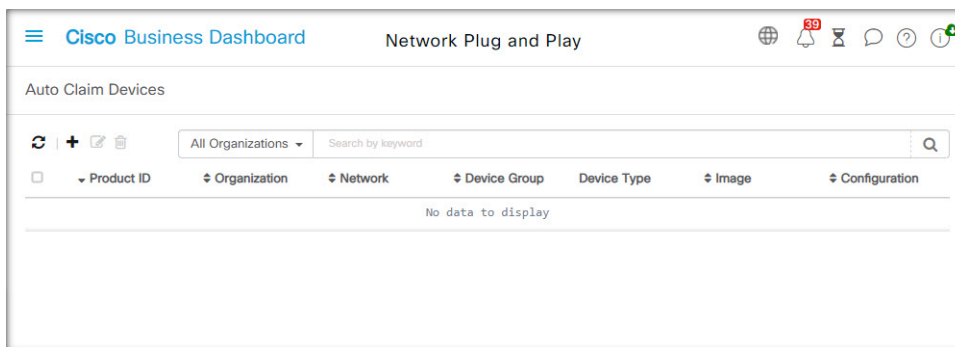 39
Cisco Business Dashboard Network Plug and Play
Auto Claim Devices
All Organizations Search by keyword
Product ID Organization Network Device Group Device Type Image Configuration
No data to display